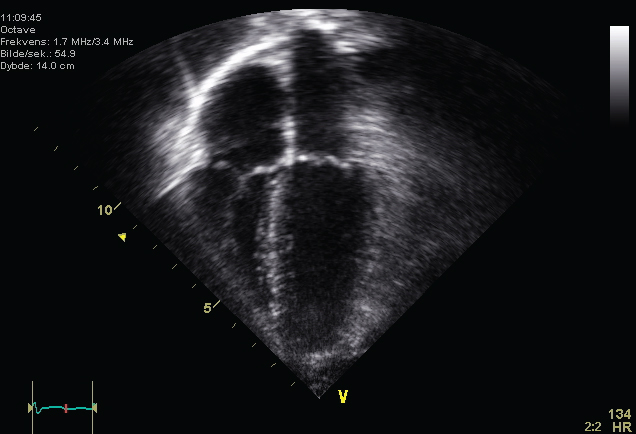 11:09:45
Octave
Frekvens: 1.7 MHz/3.4 MHz
Bilde/sek.: 54.9
Dybde: 14.0 cm
10
5
V
134
2:2 HR